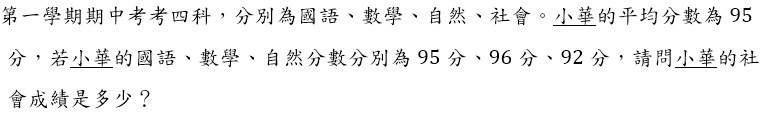 第一學期期中考考四科，分別為國語、數學、自然、社會。小華的平均分數為 95
分，若小華的國語、數學、自然分數分別為 95 分、96 分、92 分，請問小華的社
會成績是多少？